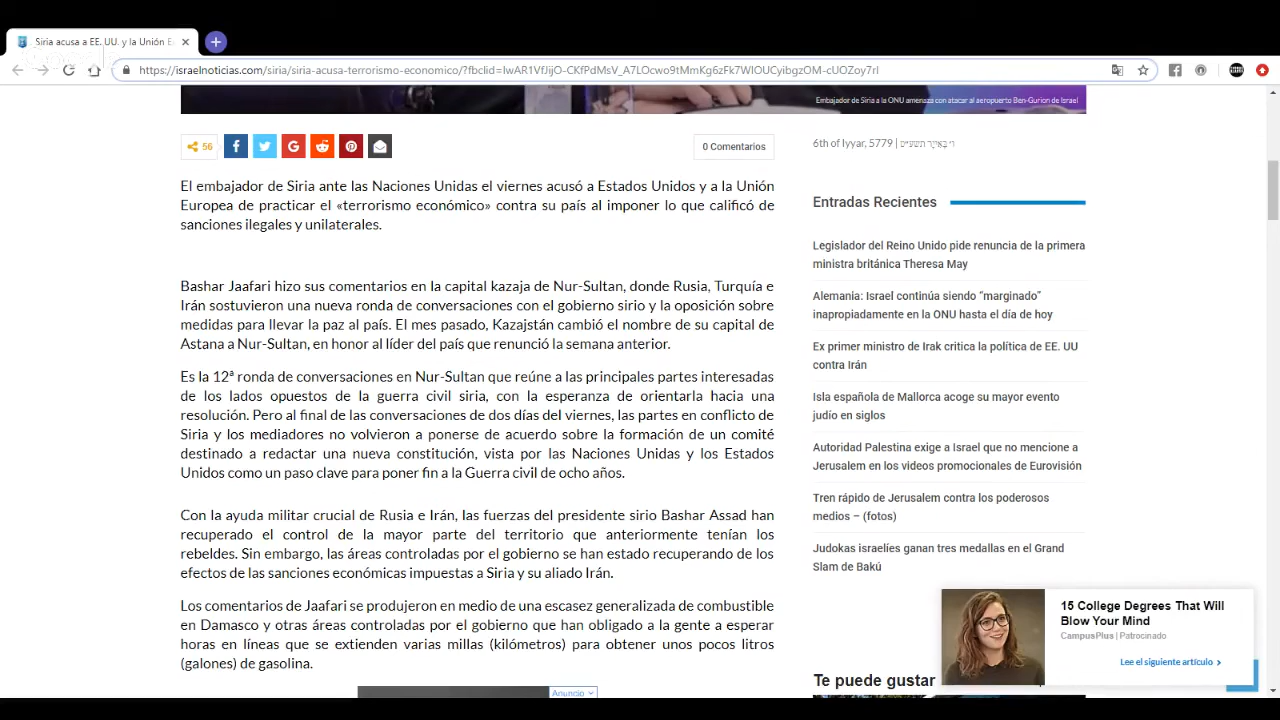 Siria acusa a EE. UU. y la Unión E
https://israelnoticias.com/siria/siria-acusa-terrorismo-economico/?fbclid=IwAR1VfJijO-CKfPdMsV_A7LOcwo9tMmKg6zFk7WIOUCyibgzOM-cUOZoy7rI
Embajador de Siria a la ONU amenaza con atacar al aeropuerto Ben-Gurion de Israel
56
0 Comentarios
El embajador de Siria ante las Naciones Unidas el viernes acusó a Estados Unidos y a la Unión
Europea de practicar el «terrorismo económico» contra su país al imponer lo que calificó de
sanciones ilegales y unilaterales.
Bashar Jaafari hizo sus comentarios en la capital kazaja de Nur-Sultan, donde Rusia, Turquía e
Irán sostuvieron una nueva ronda de conversaciones con el gobierno sirio y la oposición sobre
medidas para llevar la paz al país. El mes pasado, Kazajstán cambió el nombre de su capital de
Astana a Nur-Sultan, en honor al líder del país que renunció la semana anterior.
Es la 12ª ronda de conversaciones en Nur-Sultan que reúne a las principales partes interesadas
de los lados opuestos de la guerra civil siria, con la esperanza de orientarla hacia una
resolución. Pero al final de las conversaciones de dos días del viernes, las partes en conflicto de
Siria y los mediadores no volvieron a ponerse de acuerdo sobre la formación de un comité
destinado a redactar una nueva constitución, vista por las Naciones Unidas y los Estados
Unidos como un paso clave para poner fin a la Guerra civil de ocho años.
Con la ayuda militar crucial de Rusia e Irán, las fuerzas del presidente sirio Bashar Assad han
recuperado el control de la mayor parte del territorio que anteriormente tenían los
rebeldes. Sin embargo, las áreas controladas por el gobierno se han estado recuperando de los
efectos de las sanciones económicas impuestas a Siria y su aliado Irán.
Los comentarios de Jaafari se produjeron en medio de una escasez generalizada de combustible
en Damasco y otras áreas controladas por el gobierno que han obligado a la gente a esperar
horas en líneas que se extienden varias millas (kilómetros) para obtener unos pocos litros
(galones) de gasolina.
Anuncio
6th of Iyyar, 5779 | ו׳ בְּאִיָּיר תשע״ט
Entradas Recientes
Legislador del Reino Unido pide renuncia de la primera
ministra británica Theresa May
Alemania: Israel continúa siendo “marginado”
inapropiadamente en la ONU hasta el día de hoy
Ex primer ministro de Irak critica la política de EE. UU
contra Irán
Isla española de Mallorca acoge su mayor evento
judío en siglos
Autoridad Palestina exige a Israel que no mencione a
Jerusalem en los videos promocionales de Eurovisión
Tren rápido de Jerusalem contra los poderosos
medios – (fotos)
Judokas israelíes ganan tres medallas en el Grand
Slam de Bakú
15 College Degrees That Will
Blow Your Mind
CampusPlus | Patrocinado
Lee el siguiente artículo >
Te puede gustar